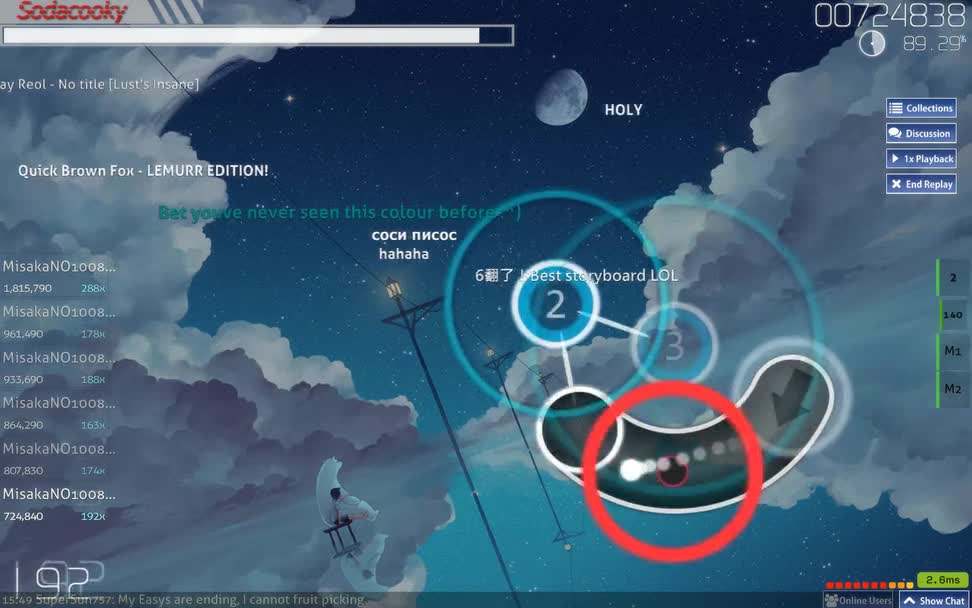 Sodacooky
00724838
89.29%
ay Reol - No title [Lust's Insane]
Collections
HOLY
Discussion
1x Playback
Quick Brown Fox - LEMURR EDITION!
End Replay
Bet youve never seen this colour before
соси писос
hahaha
6翻了！Best storyboard LOL
MisakaNO1008...
1,815,790 288x
MisakaNO1008...
961,490 178x
MisakaNO1008...
933,690 188x
MisakaNO1008...
864,290 163x
MisakaNO1008...
807,830 174x
MisakaNO1008...
724,840 192x
2
3
2
140
M1
M2
192
2.6ms
15:49 SuperSun757: My Easys are ending, I cannot fruit picking.
Online Users
Show Chat